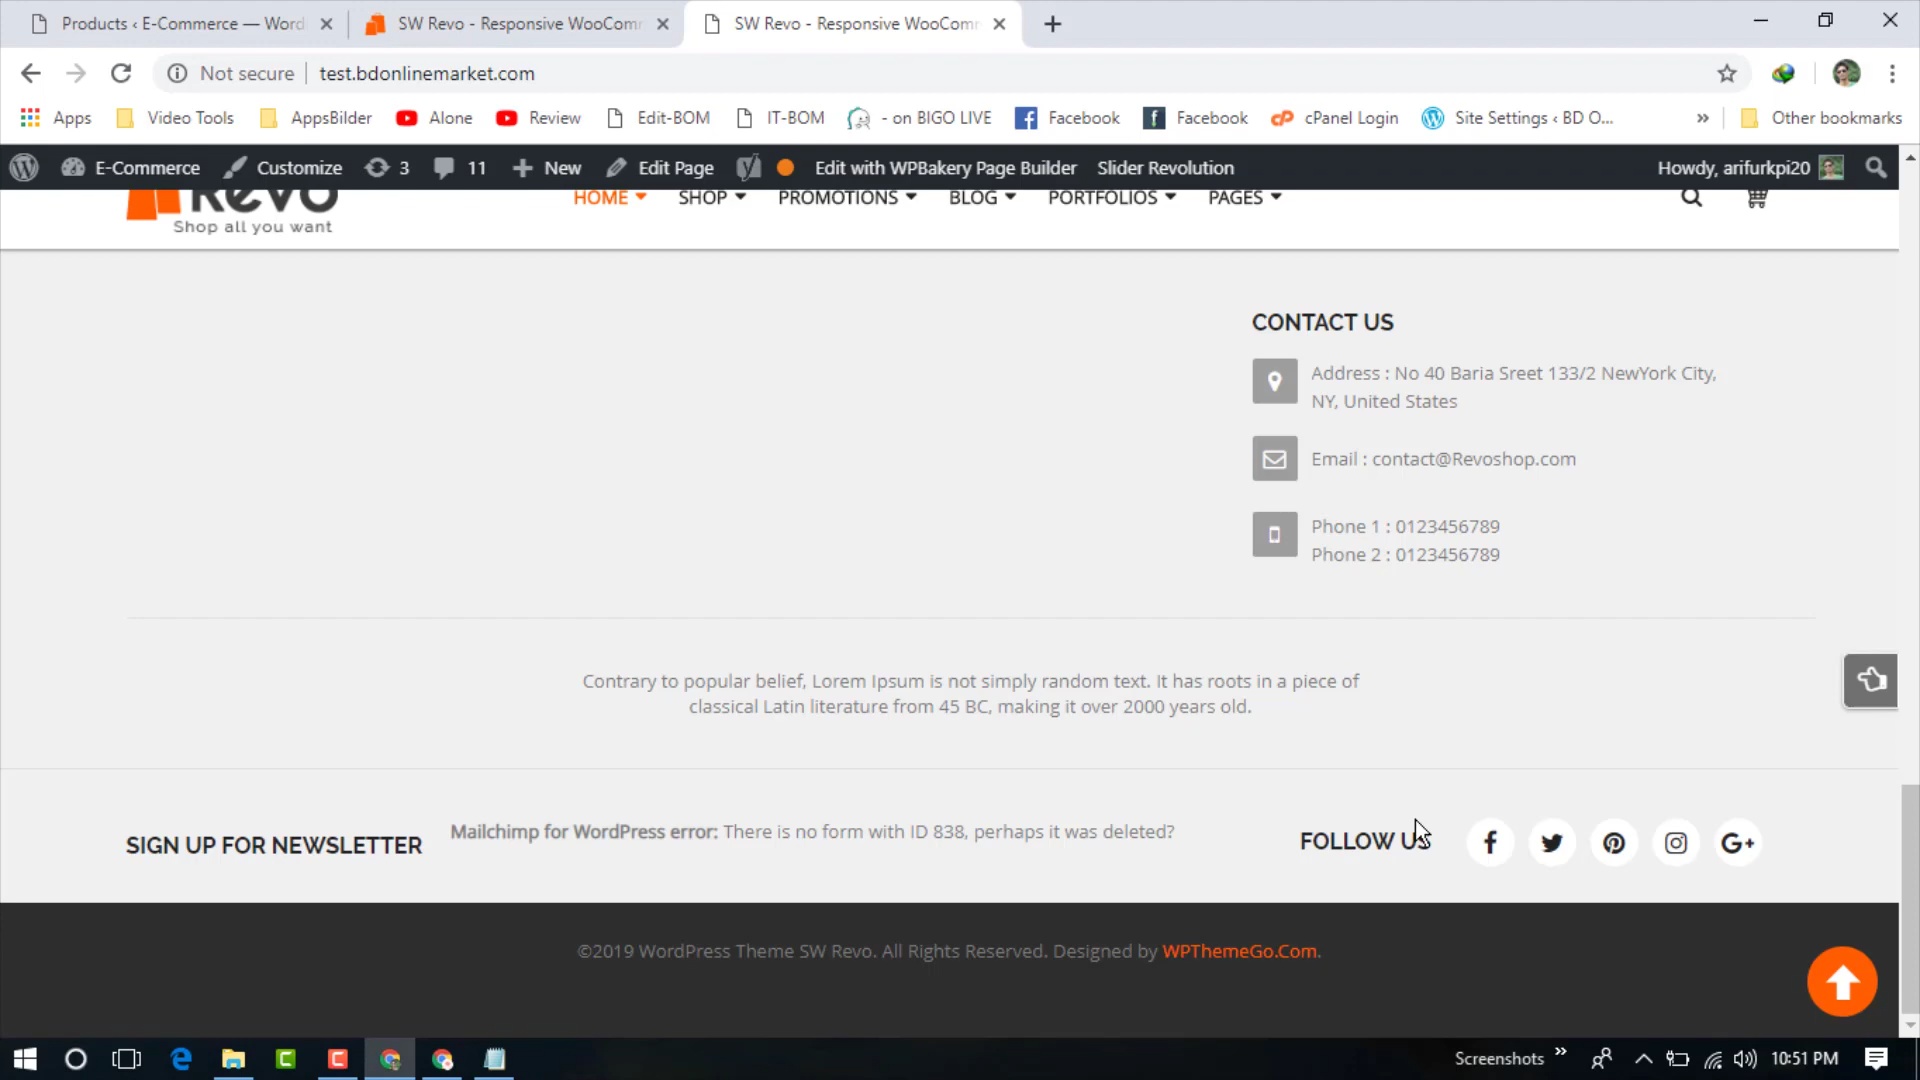 Products ‹ E-Commerce — Word
SW Revo - Responsive WooComm
SW Revo - Responsive WooComm
Not secure
test.bdonlinemarket.com
Apps
Video Tools
AppsBilder
Alone
Review
Edit-BOM
IT-BOM
- on BIGO LIVE
Facebook
Facebook
cPanel Login
Site Settings ‹ BD O...
»
Other bookmarks
E-Commerce
Customize
3
11
New
Edit Page
Edit with WPBakery Page Builder
Slider Revolution
Howdy, arifurkpi20
Revo
Shop all you want
HOME
SHOP
PROMOTIONS
BLOG
PORTFOLIOS
PAGES
CONTACT US
Address : No 40 Baria Sreet 133/2 NewYork City,
NY, United States
Email : contact@Revoshop.com
Phone 1 : 0123456789
Phone 2 : 0123456789
Contrary to popular belief, Lorem Ipsum is not simply random text. It has roots in a piece of
classical Latin literature from 45 BC, making it over 2000 years old.
SIGN UP FOR NEWSLETTER
Mailchimp for WordPress error: There is no form with ID 838, perhaps it was deleted?
FOLLOW US
©2019 WordPress Theme SW Revo. All Rights Reserved. Designed by WPThemeGo.Com.
Screenshots
»
10:51 PM